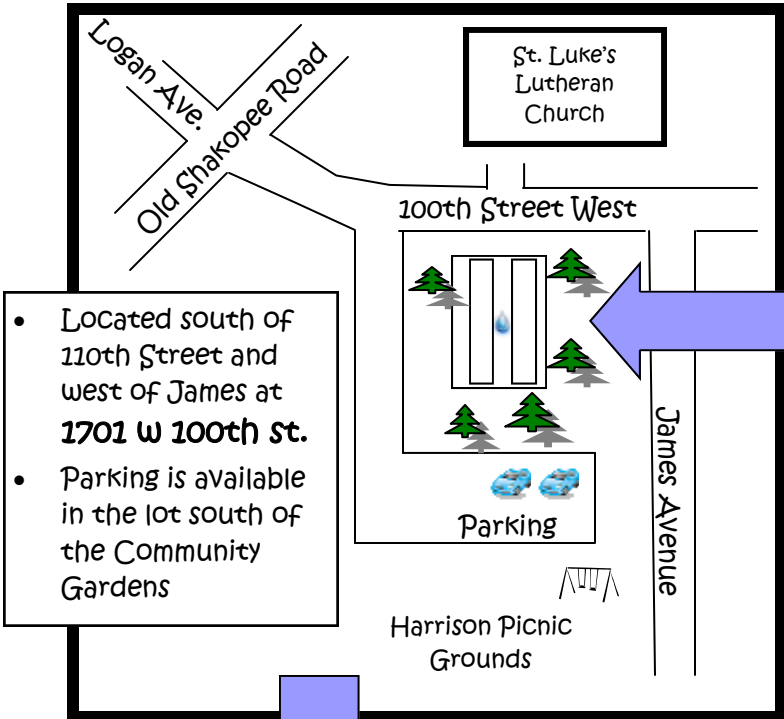 Logan Ave.
Old Shakopee Road
St. Luke's
Lutheran
Church
100th Street West
• Located south of
110th Street and
west of James at
1701 W 100th St.
• Parking is available
in the lot south of
the Community
Gardens
James Avenue
Parking
Harrison Picnic
Grounds